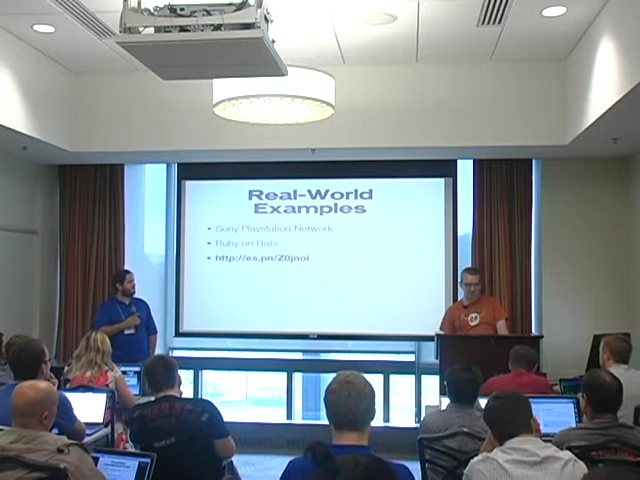 Real-World
Examples
• Sony Playstation Network
• Ruby on Rails
• http://es.pn/Z0jnoi